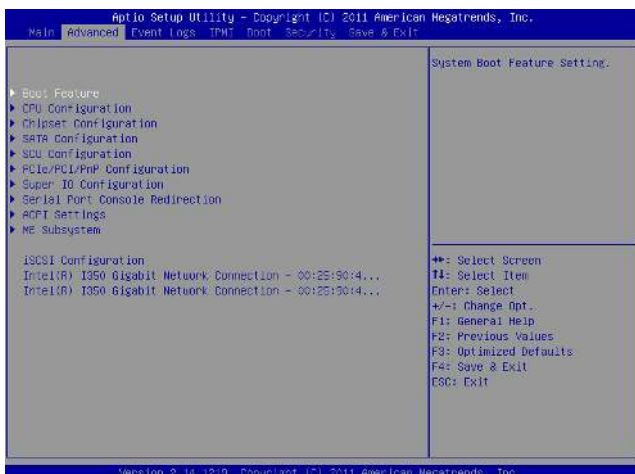 Aptio Setup Utility – Copyright (C) 2011 American Megatrends, Inc.
Main Advanced Event Logs IPMI Boot Security Save & Exit
System Boot Feature Setting.
▶ Boot Feature
▶ CPU Configuration
▶ Chipset Configuration
▶ SATA Configuration
▶ SCU Configuration
▶ PCIe/PCI/PnP Configuration
▶ Super IO Configuration
▶ Serial Port Console Redirection
▶ ACPI Settings
▶ ME Subsystem
iSCSI Configuration
Intel(R) I350 Gigabit Network Connection – 00:25:90:4...
Intel(R) I350 Gigabit Network Connection – 00:25:90:4...
→←: Select Screen
↑↓: Select Item
Enter: Select
+/-: Change Opt.
F1: General Help
F2: Previous Values
F3: Optimized Defaults
F4: Save & Exit
ESC: Exit
Version 2.14.1219. Copyright (C) 2011 American Megatrends, Inc.